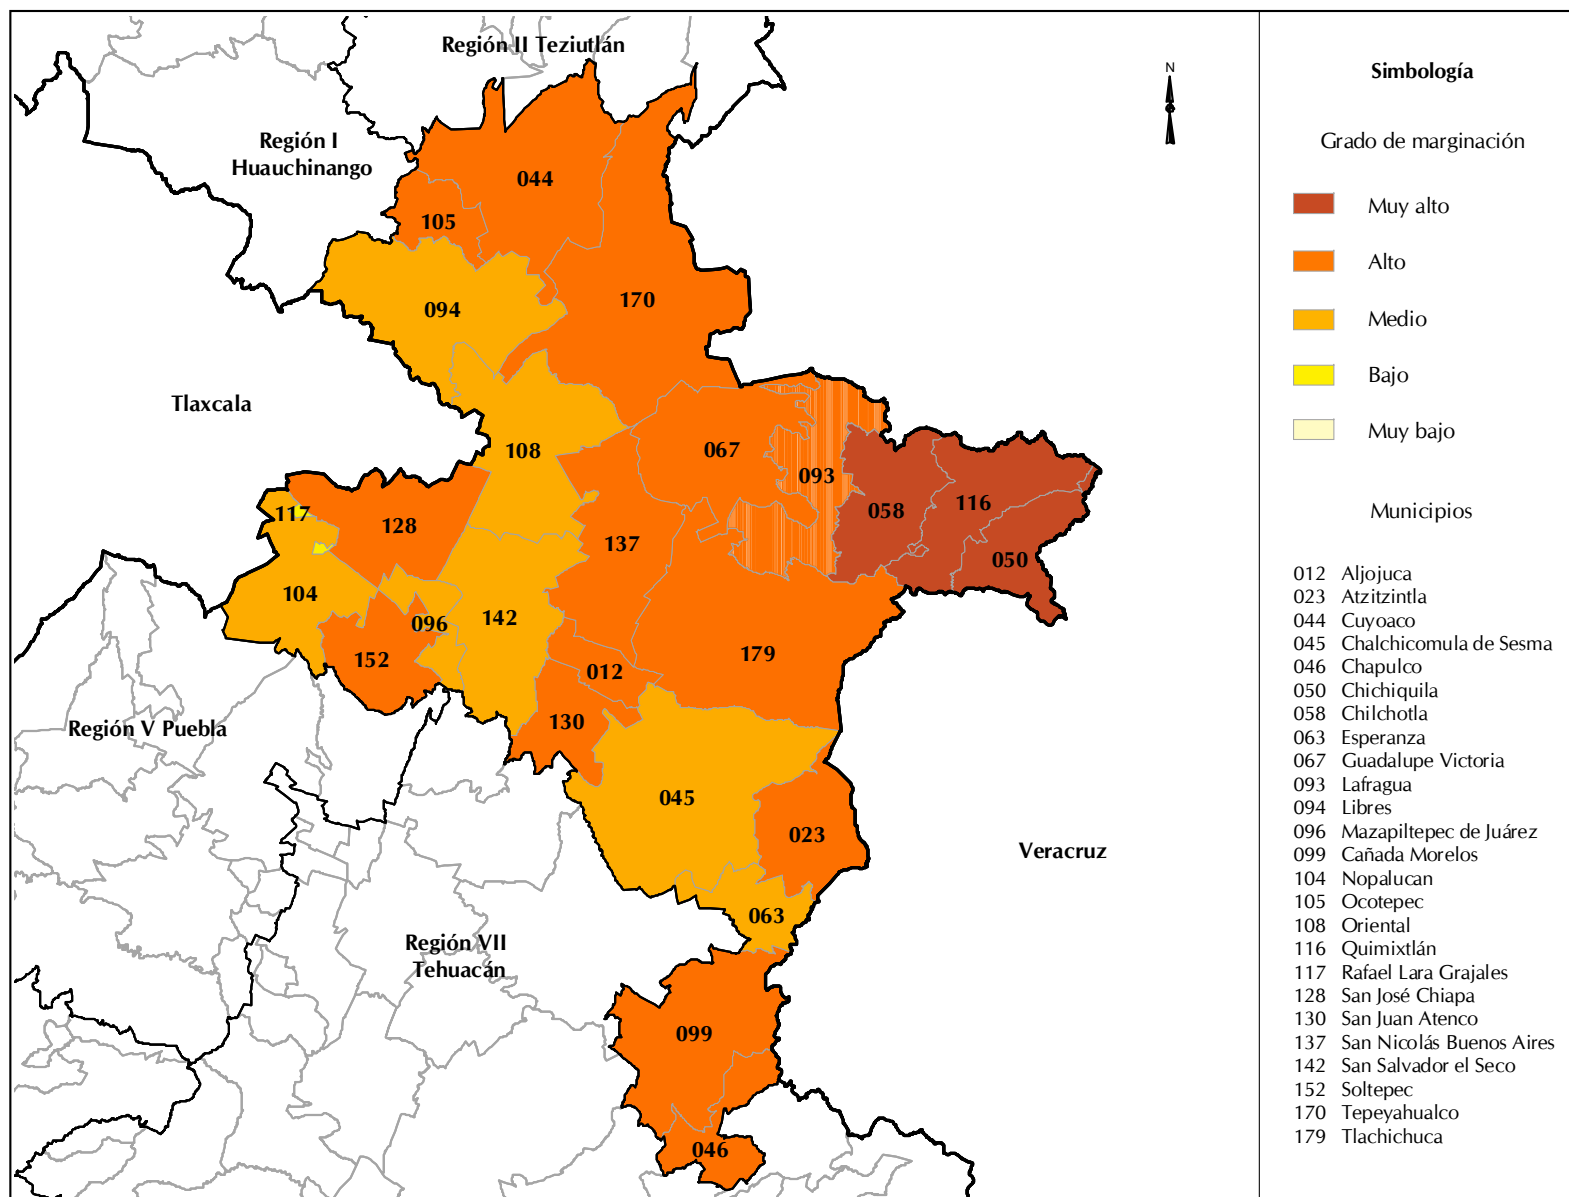 Región II Teziutlán
Región I
Huauchinango
044
105
094
170
Tlaxcala
108
067
093
058
116
050
117
128
137
104
096
142
152
012
179
130
Región V Puebla
045
023
Veracruz
063
Región VII
Tehuacán
099
046
N
Simbología
Grado de marginación
Muy alto
Alto
Medio
Bajo
Muy bajo
Municipios
012 Aljojuca
023 Atzitzintla
044 Cuyoaco
045 Chalchicomula de Sesma
046 Chapulco
050 Chichiquila
058 Chilchotla
063 Esperanza
067 Guadalupe Victoria
093 Lafragua
094 Libres
096 Mazapiltepec de Juárez
099 Cañada Morelos
104 Nopalucan
105 Ocotepec
108 Oriental
116 Quimixtlán
117 Rafael Lara Grajales
128 San José Chiapa
130 San Juan Atenco
137 San Nicolás Buenos Aires
142 San Salvador el Seco
152 Soltepec
170 Tepeyahualco
179 Tlachichuca